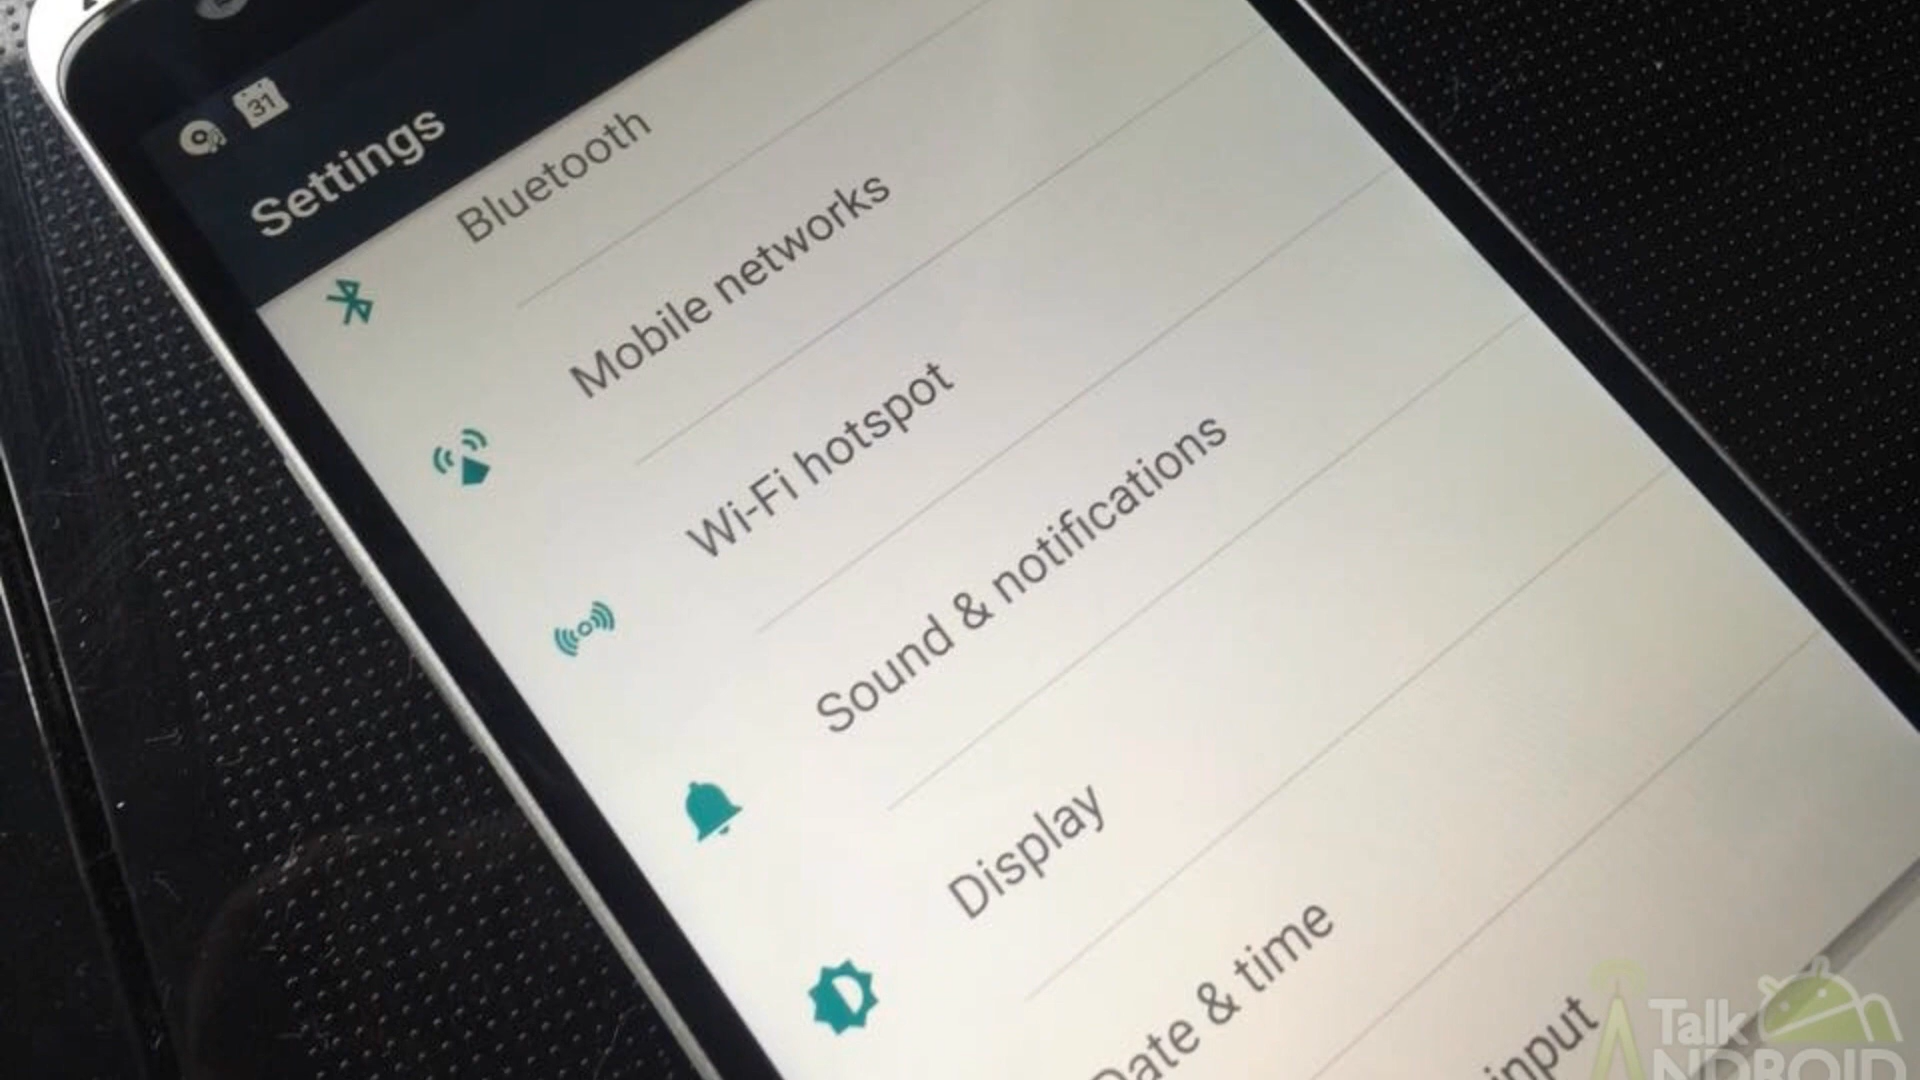 31
Settings
Bluetooth
Mobile networks
Wi-Fi hotspot
Sound & notifications
Display
Date & time
input
Talk
ANDROID